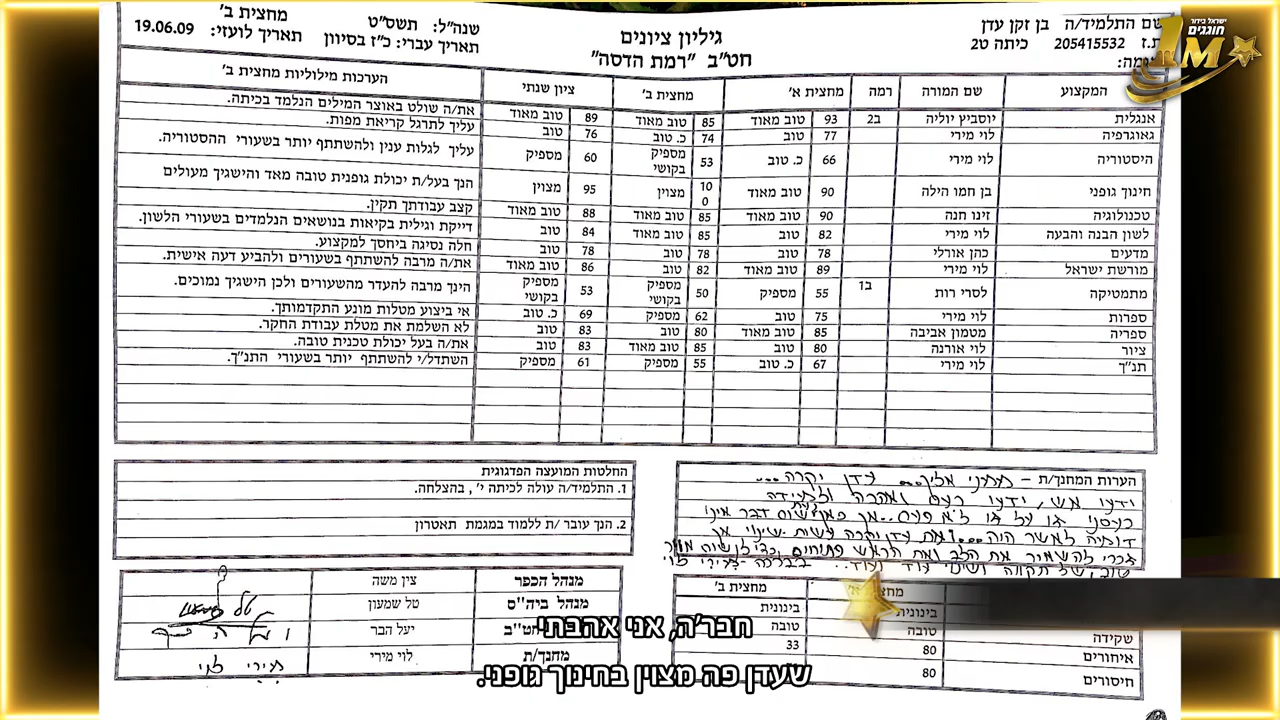 ישראל בידור
חוגגים
1M
שם התלמיד/ה בן זקן עדן
ת.ז 205415532 כיתה ט2
גיליון ציונים
חט"ב "רמת הדסה"
שנה"ל: תשס"ט מחצית ב'
תאריך עברי: כ"ז בסיוון תאריך לועזי: 19.06.09
המקצוע שם המורה רמה מחצית א' מחצית ב' ציון שנתי הערכות מילוליות מחצית ב'
אנגלית יוסביץ יוליה ב2 93 טוב מאוד 85 טוב מאוד 89 טוב מאוד את/ה שולט באוצר המילים הנלמד בכיתה.
גאוגרפיה לוי מירי 77 טוב 74 כ. טוב 76 טוב עליך לתרגל קריאת מפות.
היסטוריה לוי מירי 66 כ. טוב 53 מספיק בקושי 60 מספיק עליך לגלות ענין ולהשתתף יותר בשעורי ההסטוריה.
חינוך גופני בן חמו הילה 90 טוב מאוד 100 מצוין 95 מצוין הנך בעל/ת יכולת גופנית טובה מאד והישגיך מעולים
טכנולוגיה זינו חנה 90 טוב מאוד 85 טוב מאוד 88 טוב מאוד קצב עבודתך תקין.
לשון הבנה והבעה לוי מירי 82 טוב 85 טוב מאוד 84 טוב דייקת וגילית בקיאות בנושאים הנלמדים בשעורי הלשון.
מדעים כהן אורלי 78 טוב 78 טוב 78 טוב חלה נסיגה ביחסך למקצוע.
מורשת ישראל לוי מירי 89 טוב מאוד 82 טוב 86 טוב מאוד את/ה מרבה להשתתף בשעורים ולהביע דעה אישית.
מתמטיקה לסרי רות ב1 55 מספיק 50 מספיק בקושי 53 מספיק בקושי הינך מרבה להעדר מהשעורים ולכן הישגיך נמוכים.
ספרות לוי מירי 75 טוב 62 מספיק 69 כ. טוב אי ביצוע מטלות מונע התקדמותך.
ספריה מטמון אביבה 85 טוב מאוד 80 טוב 83 טוב לא השלמת את מטלת עבודת החקר.
ציור לוי אורנה 80 טוב 85 טוב מאוד 83 טוב את/ה בעל יכולת טכנית טובה.
תנ"ך לוי מירי 67 כ. טוב 55 מספיק 61 מספיק השתדל/י להשתתף יותר בשעורי התנ"ך.
הערות המחנך/ת - עדן יקרה...
החלטות המועצה הפדגוגית
1. התלמיד/ה עולה לכיתה י', בהצלחה.
2. הנך עובר /ת ללמוד במגמת תאטרון
מחצית ב'
בינונית בינונית
שקידה טובה טובה
איחורים 80 33
חיסורים 80
מנהל הכפר צין משה
מנהל ביה"ס טל שמעון
חט"ב יעל הבר
מחנך/ת לוי מירי
מירי לוי
חבר'ה, אני אהבתי
שעדן פה מצוין בחינוך גופני.